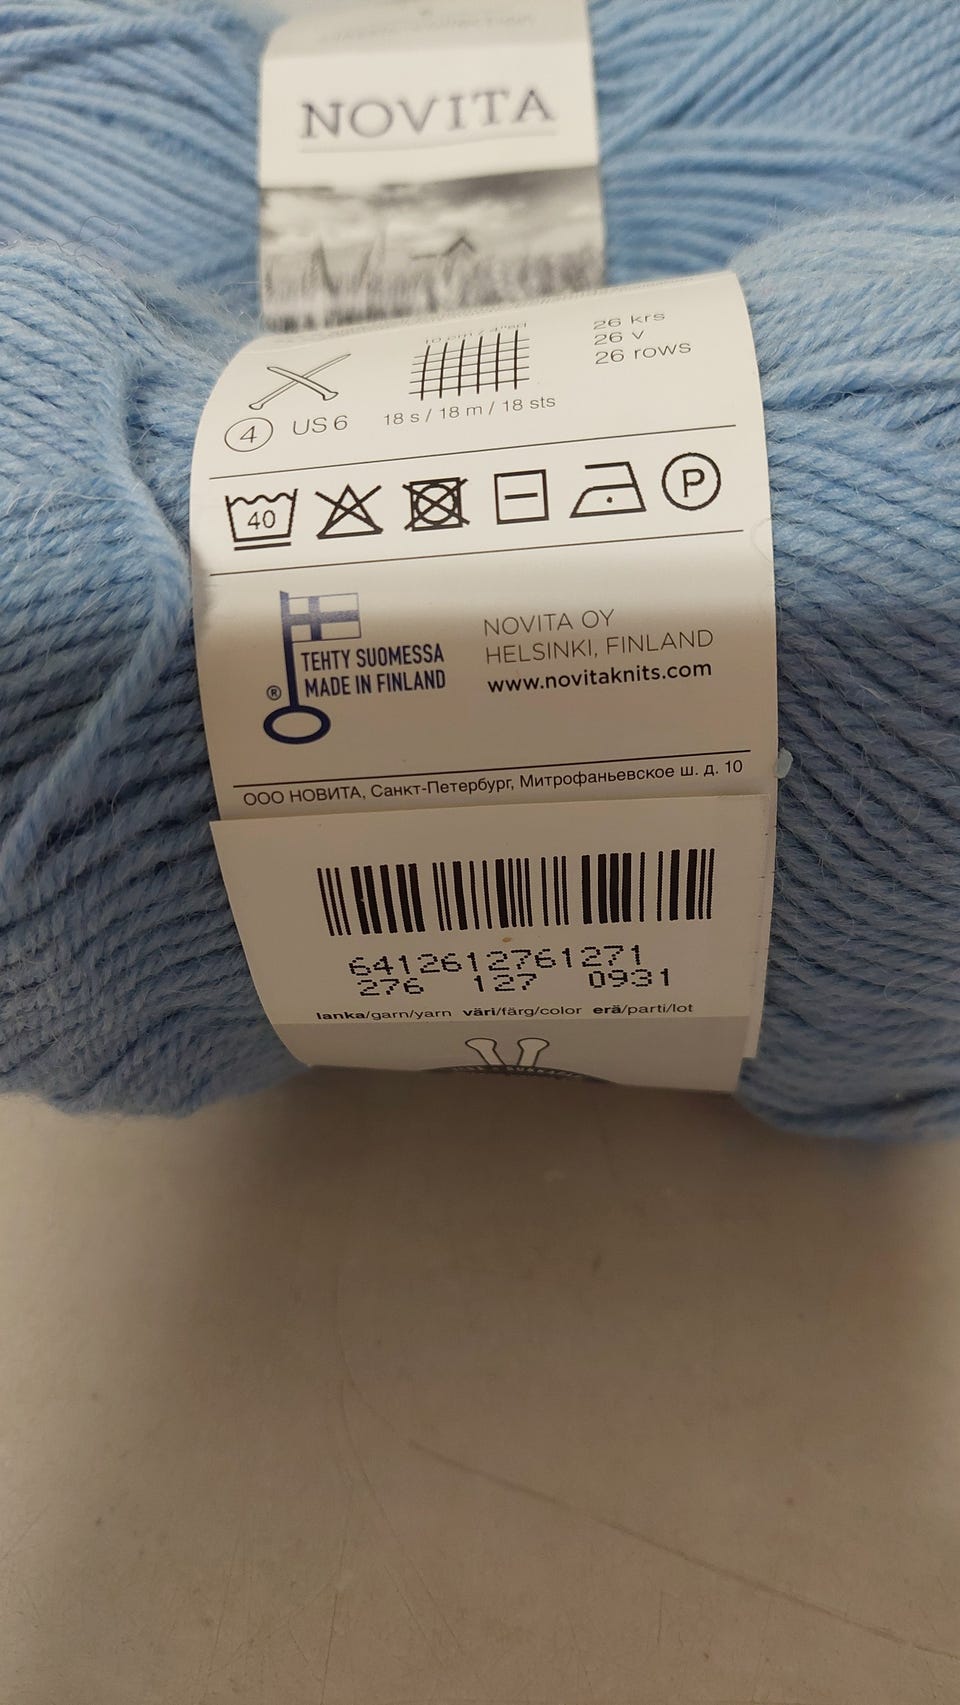 NOVITA
26 krs
26 v
26 rows
4 US 6
18 s / 18 m / 18 sts
40
P
TEHTY SUOMESSA
® MADE IN FINLAND
NOVITA OY
HELSINKI, FINLAND
www.novitaknits.com
ООО НОВИТА, Санкт-Петербург, Митрофаньевское ш. д. 10
6412612761271
276 127 0931
lanka/garn/yarn väri/färg/color erä/parti/lot